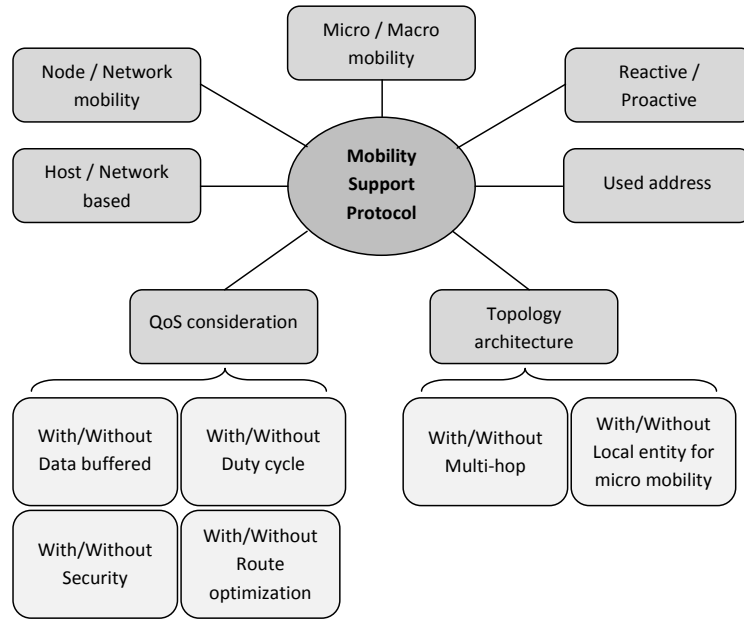 Micro / Macro
mobility
Node / Network
mobility
Reactive /
Proactive
Mobility
Support
Protocol
Host / Network
based
Used address
QoS consideration
Topology
architecture
With/Without
Data buffered
With/Without
Duty cycle
With/Without
Multi-hop
With/Without
Local entity for
micro mobility
With/Without
Security
With/Without
Route
optimization